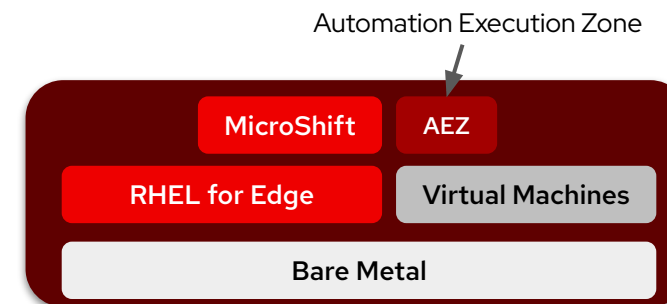 Automation Execution Zone
MicroShift
AEZ
RHEL for Edge
Virtual Machines
Bare Metal